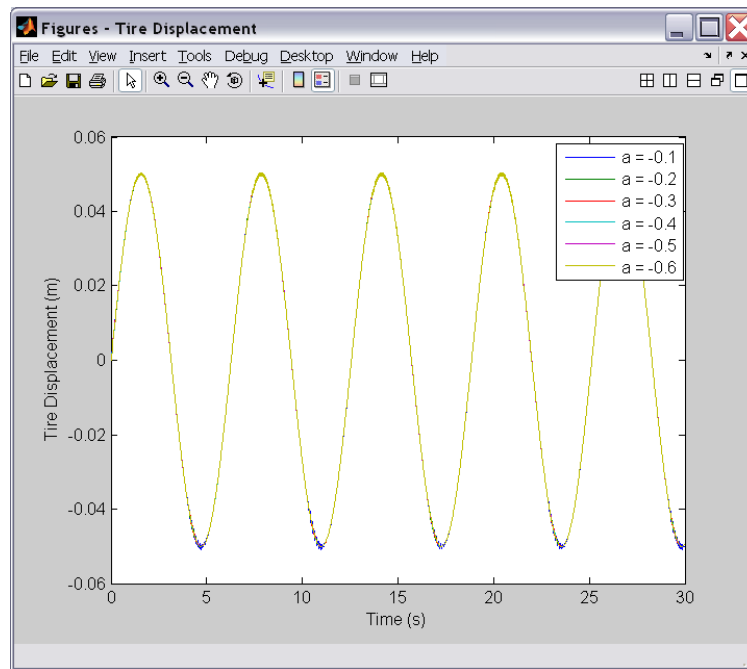 Figures - Tire Displacement
File Edit View Insert Tools Debug Desktop Window Help
0.06
0.04
0.02
0
-0.02
-0.04
-0.06
Tire Displacement (m)
a = -0.1
a = -0.2
a = -0.3
a = -0.4
a = -0.5
a = -0.6
0 5 10 15 20 25 30
Time (s)